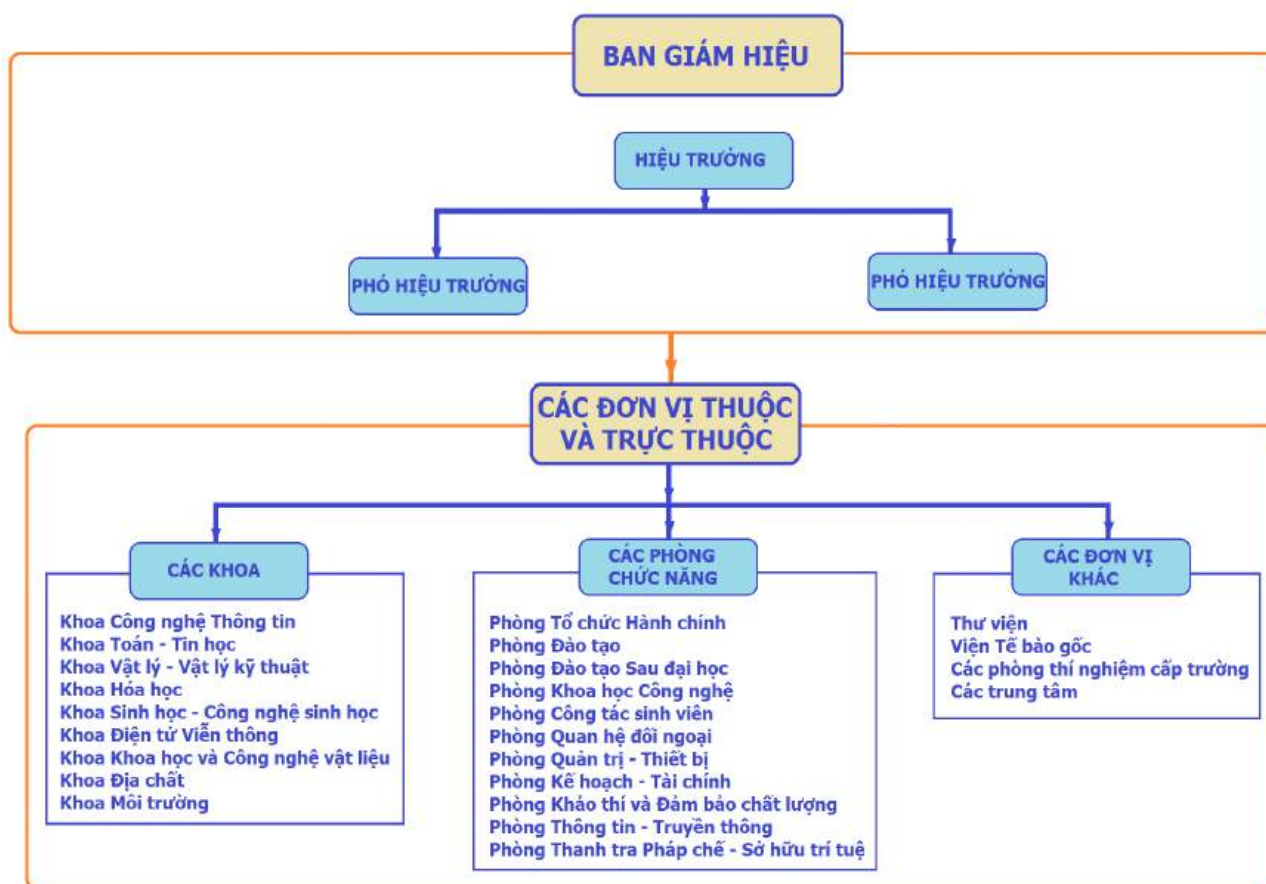 BAN GIÁM HIỆU
HIỆU TRƯỞNG
PHÓ HIỆU TRƯỞNG
PHÓ HIỆU TRƯỞNG
CÁC ĐƠN VỊ THUỘC
VÀ TRỰC THUỘC
CÁC KHOA
Khoa Công nghệ Thông tin
Khoa Toán - Tin học
Khoa Vật lý - Vật lý kỹ thuật
Khoa Hóa học
Khoa Sinh học - Công nghệ sinh học
Khoa Điện tử Viễn thông
Khoa Khoa học và Công nghệ vật liệu
Khoa Địa chất
Khoa Môi trường
CÁC PHÒNG
CHỨC NĂNG
Phòng Tổ chức Hành chính
Phòng Đào tạo
Phòng Đào tạo Sau đại học
Phòng Khoa học Công nghệ
Phòng Công tác sinh viên
Phòng Quan hệ đối ngoại
Phòng Quản trị - Thiết bị
Phòng Kế hoạch - Tài chính
Phòng Khảo thí và Đảm bảo chất lượng
Phòng Thông tin - Truyền thông
Phòng Thanh tra Pháp chế - Sở hữu trí tuệ
CÁC ĐƠN VỊ
KHÁC
Thư viện
Viện Tế bào gốc
Các phòng thí nghiệm cấp trường
Các trung tâm